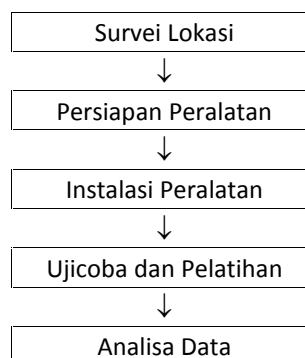 Survei Lokasi
↓
Persiapan Peralatan
↓
Instalasi Peralatan
↓
Ujicoba dan Pelatihan
↓
Analisa Data